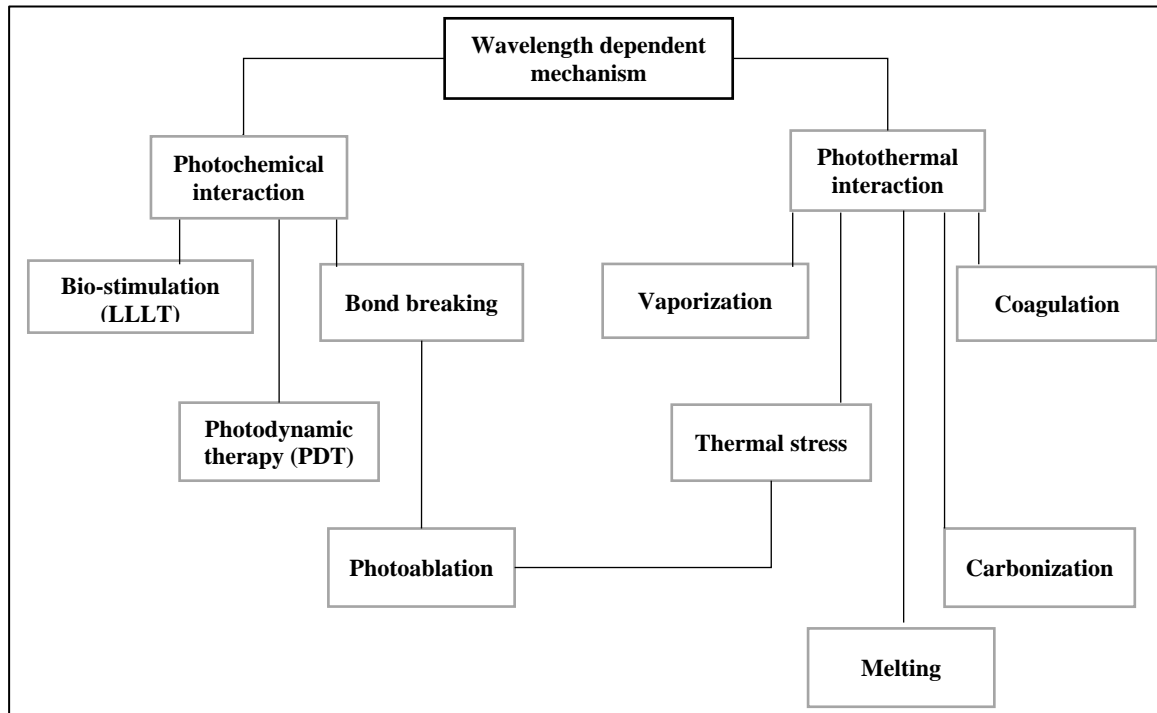 Wavelength dependent
mechanism
Photochemical
interaction
Photothermal
interaction
Bio-stimulation
(LLLT)
Bond breaking
Vaporization
Coagulation
Photodynamic
therapy (PDT)
Thermal stress
Photoablation
Carbonization
Melting